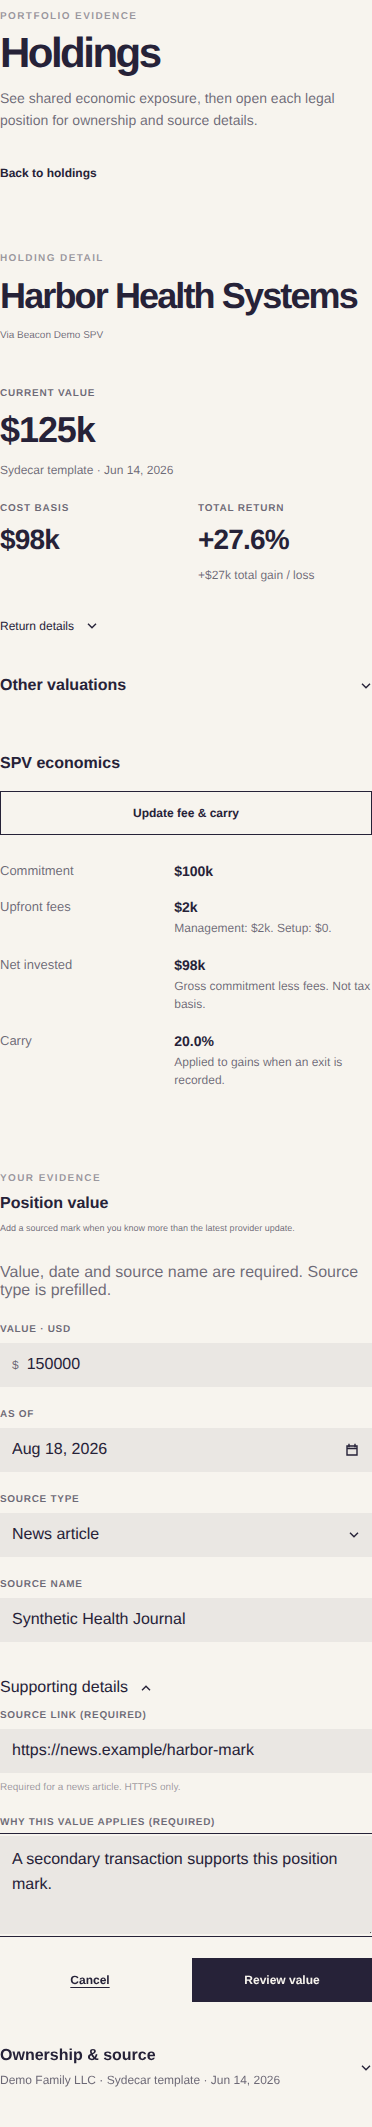 PORTFOLIO EVIDENCE
Holdings
See shared economic exposure, then open each legal
position for ownership and source details.
Back to holdings
HOLDING DETAIL
Harbor Health Systems
Via Beacon Demo SPV
CURRENT VALUE
$125k
Sydecar template · Jun 14, 2026
COST BASIS
$98k
TOTAL RETURN
+27.6%
+$27k total gain / loss
Return details
Other valuations
SPV economics
Update fee & carry
Commitment
$100k
Upfront fees
$2k
Management: $2k. Setup: $0.
Net invested
$98k
Gross commitment less fees. Not tax
basis.
Carry
20.0%
Applied to gains when an exit is
recorded.
YOUR EVIDENCE
Position value
Add a sourced mark when you know more than the latest provider update.
Value, date and source name are required. Source
type is prefilled.
VALUE · USD
$ 150000
AS OF
Aug 18, 2026
SOURCE TYPE
News article
SOURCE NAME
Synthetic Health Journal
Supporting details
SOURCE LINK (REQUIRED)
https://news.example/harbor-mark
Required for a news article. HTTPS only.
WHY THIS VALUE APPLIES (REQUIRED)
A secondary transaction supports this position
mark.
Cancel
Review value
Ownership & source
Demo Family LLC · Sydecar template · Jun 14, 2026